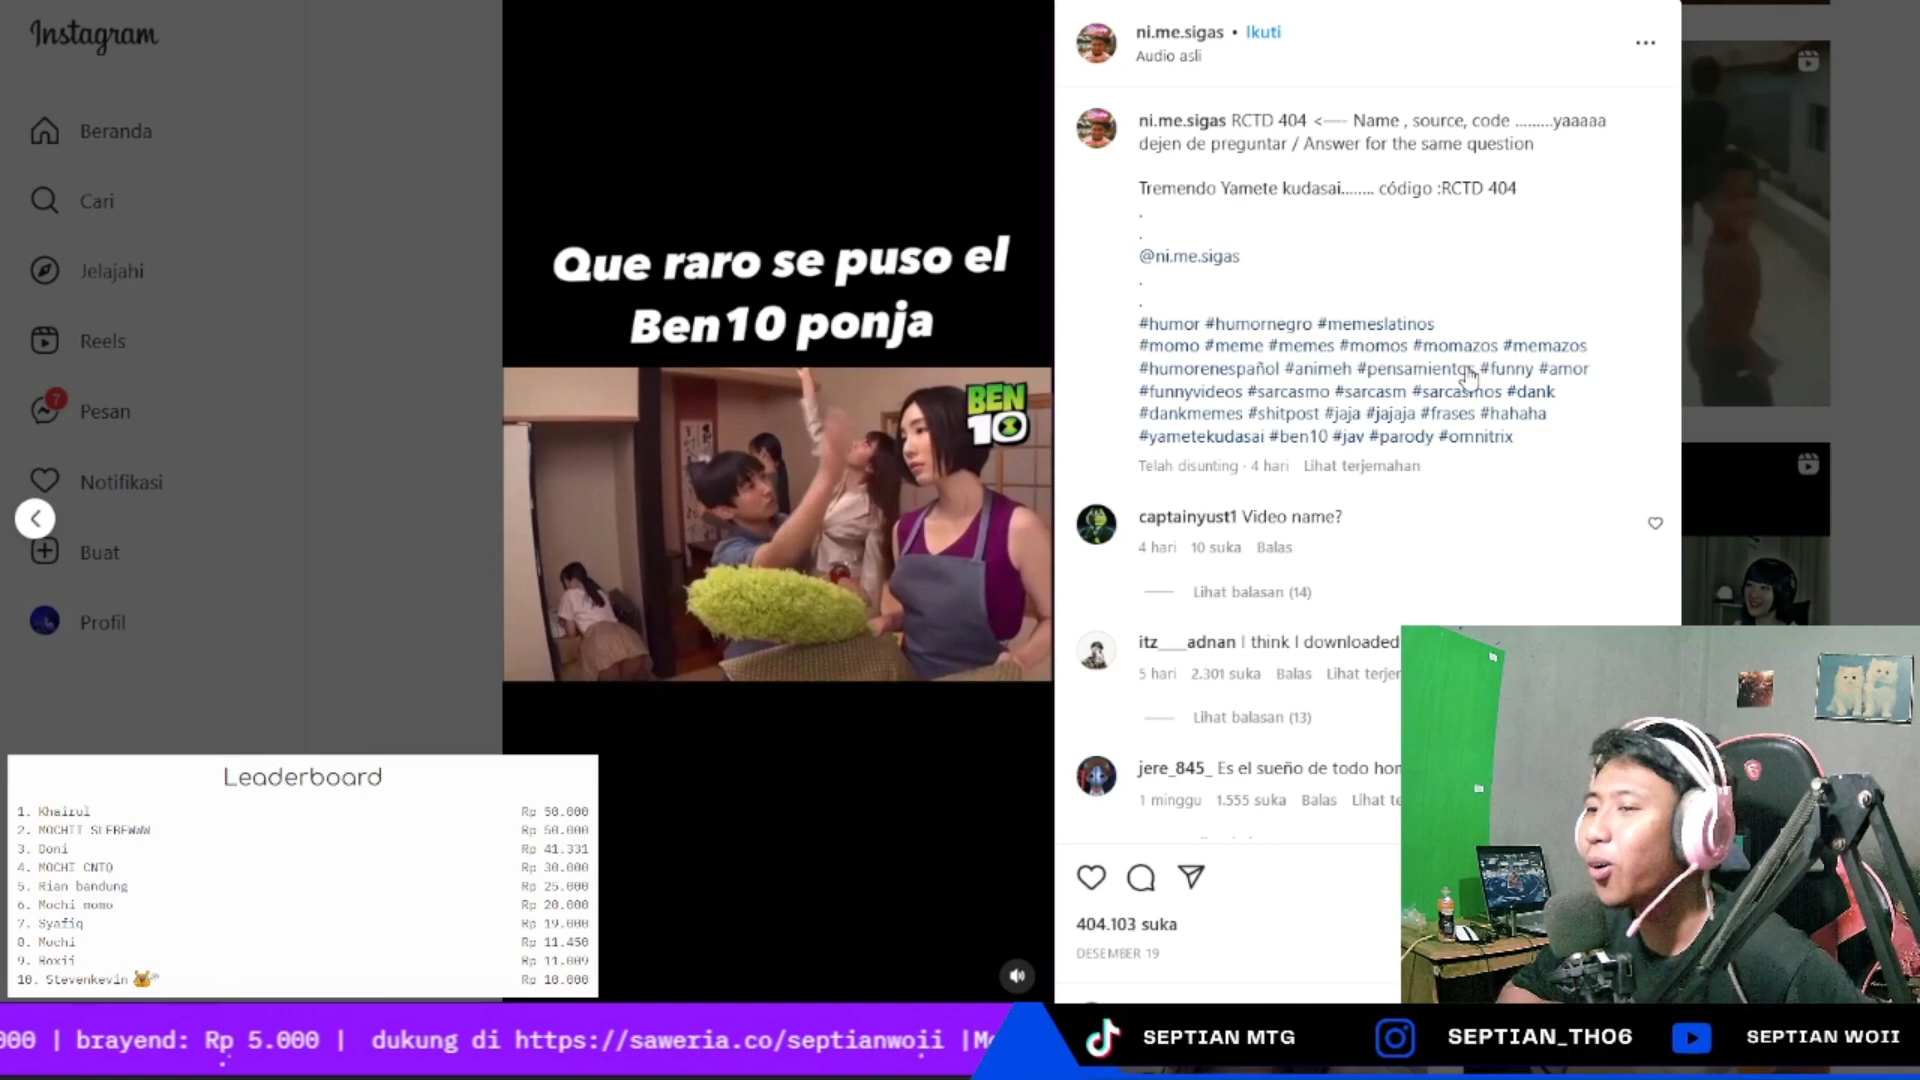 Instagram
Beranda
Cari
Jelajahi
Reels
7
Pesan
Notifikasi
Buat
Profil
Que raro se puso el
Ben10 ponja
BEN
10
ni.me.sigas • Ikuti
Audio asli
ni.me.sigas RCTD 404 <---- Name , source, code .........yaaaaa
dejen de preguntar / Answer for the same question
Tremendo Yamete kudasai........ código :RCTD 404
.
.
@ni.me.sigas
.
.
#humor #humornegro #memeslatinos
#momo #meme #memes #momos #momazos #memazos
#humorenespañol #animeh #pensamientos #funny #amor
#funnyvideos #sarcasmo #sarcasm #sarcasmos #dank
#dankmemes #shitpost #jaja #jajaja #frases #hahaha
#yametekudasai #ben10 #jav #parody #omnitrix
Telah disunting · 4 hari Lihat terjemahan
captainyust1 Video name?
4 hari 10 suka Balas
Lihat balasan (14)
itz___adnan I think I downloaded
5 hari 2.301 suka Balas Lihat terjer
Lihat balasan (13)
jere_845_ Es el sueño de todo hor
1 minggu 1.555 suka Balas Lihat te
404.103 suka
DESEMBER 19
Leaderboard
1. Khairul Rp 50.000
2. MOCHII SLEBEWWW Rp 50.000
3. Doni Rp 41.331
4. MOCHI CNTO Rp 30.000
5. Rian bandung Rp 25.000
6. Mochi momo Rp 20.000
7. Syafiq Rp 19.000
8. Mochi Rp 11.450
9. Roxii Rp 11.009
10. Stevenkevin Rp 10.000
000 | brayend: Rp 5.000 | dukung di https://saweria.co/septianwoii |Me
SEPTIAN MTG
SEPTIAN_TH06
SEPTIAN WOII